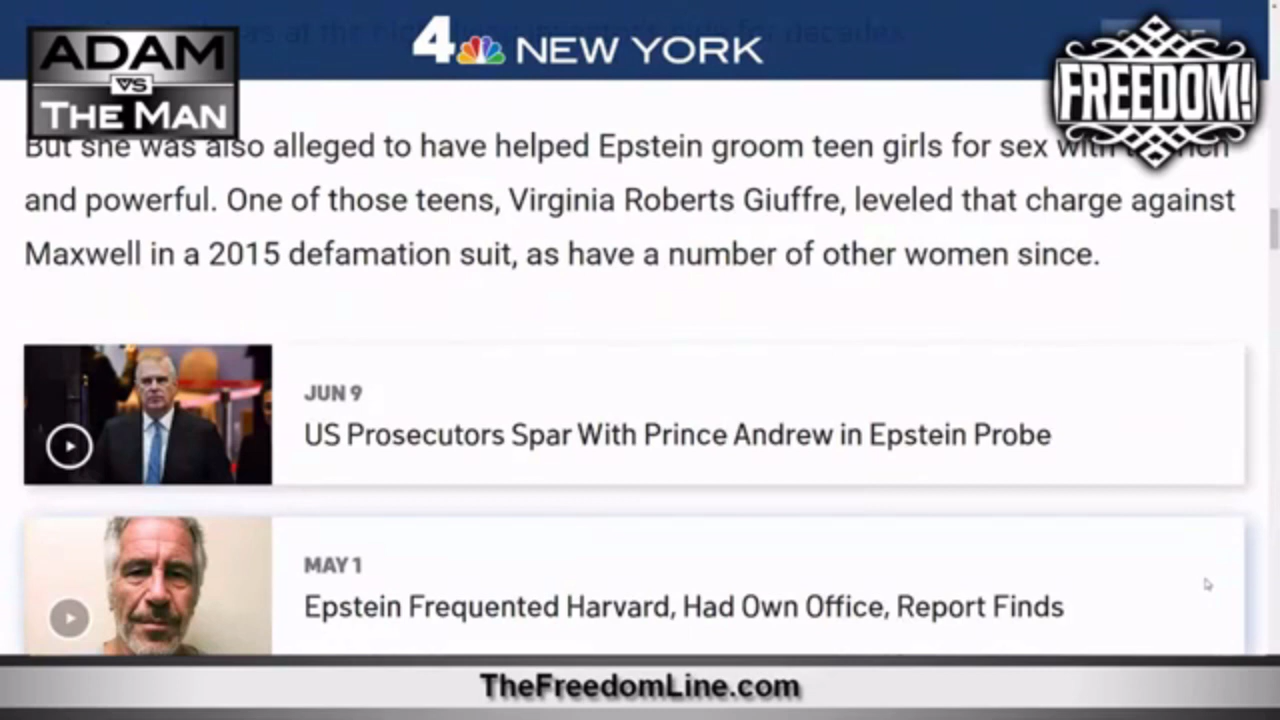 ADAM
VS
THE MAN
4 NEW YORK
FREEDOM!
But she was also alleged to have helped Epstein groom teen girls for sex with
and powerful. One of those teens, Virginia Roberts Giuffre, leveled that charge against
Maxwell in a 2015 defamation suit, as have a number of other women since.
JUN 9
US Prosecutors Spar With Prince Andrew in Epstein Probe
MAY 1
Epstein Frequented Harvard, Had Own Office, Report Finds
TheFreedomLine.com